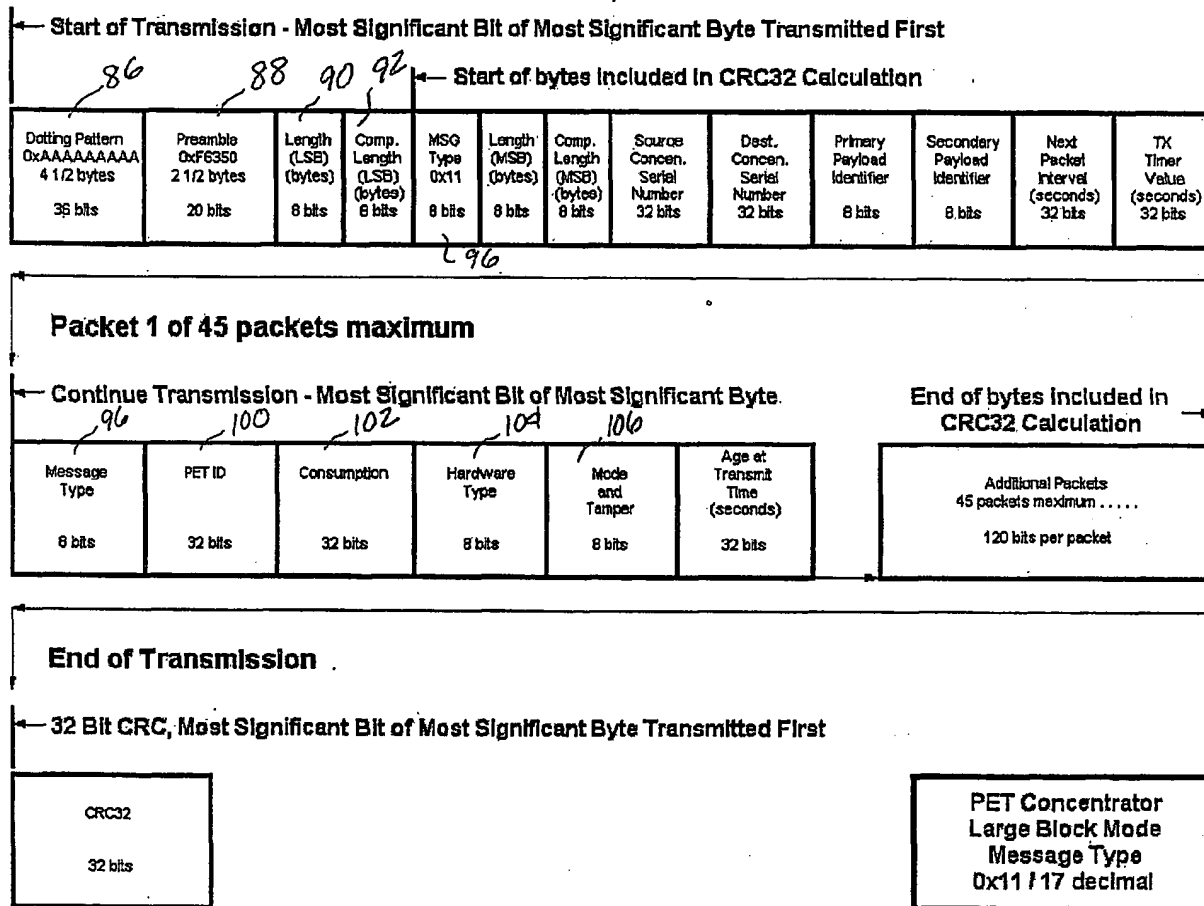 Start of Transmission - Most Significant Bit of Most Significant Byte Transmitted First
86 88 90 92
Start of bytes included in CRC32 Calculation
Dotting Pattern
0xAAAAAAAAA
4 1/2 bytes
36 bits
Preamble
0xF6350
2 1/2 bytes
20 bits
Length
(LSB)
(bytes)
8 bits
Comp.
Length
(LSB)
(bytes)
8 bits
MSG
Type
0x11
8 bits
Length
(MSB)
(bytes)
8 bits
Comp.
Length
(MSB)
(bytes)
8 bits
Source
Concen.
Serial
Number
32 bits
Dest.
Concen.
Serial
Number
32 bits
Primary
Payload
Identifier
8 bits
Secondary
Payload
Identifier
8 bits
Next
Packet
Interval
(seconds)
32 bits
TX
Timer
Value
(seconds)
32 bits
96
Packet 1 of 45 packets maximum
Continue Transmission - Most Significant Bit of Most Significant Byte.
End of bytes included in
CRC32 Calculation
96 100 102 104 106
Message
Type
8 bits
PET ID
32 bits
Consumption
32 bits
Hardware
Type
8 bits
Mode
and
Tamper
8 bits
Age at
Transmit
Time
(seconds)
32 bits
Additional Packets
45 packets maximum .....
120 bits per packet
End of Transmission
32 Bit CRC, Most Significant Bit of Most Significant Byte Transmitted First
CRC32
32 bits
PET Concentrator
Large Block Mode
Message Type
0x11 / 17 decimal